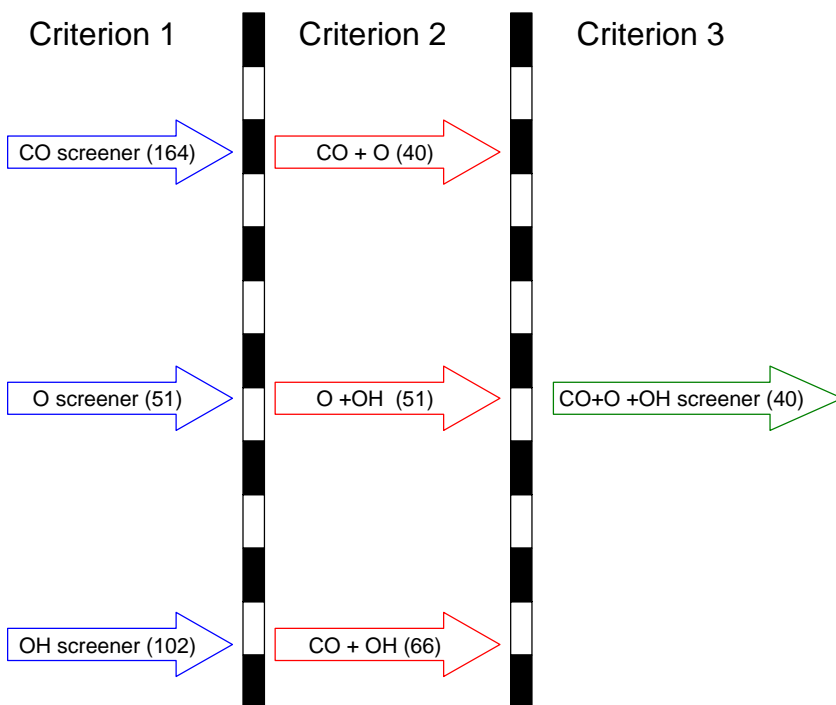 Criterion 1
Criterion 2
Criterion 3
CO screener (164)
CO + O (40)
O screener (51)
O +OH  (51)
CO+O +OH screener (40)
OH screener (102)
CO + OH (66)